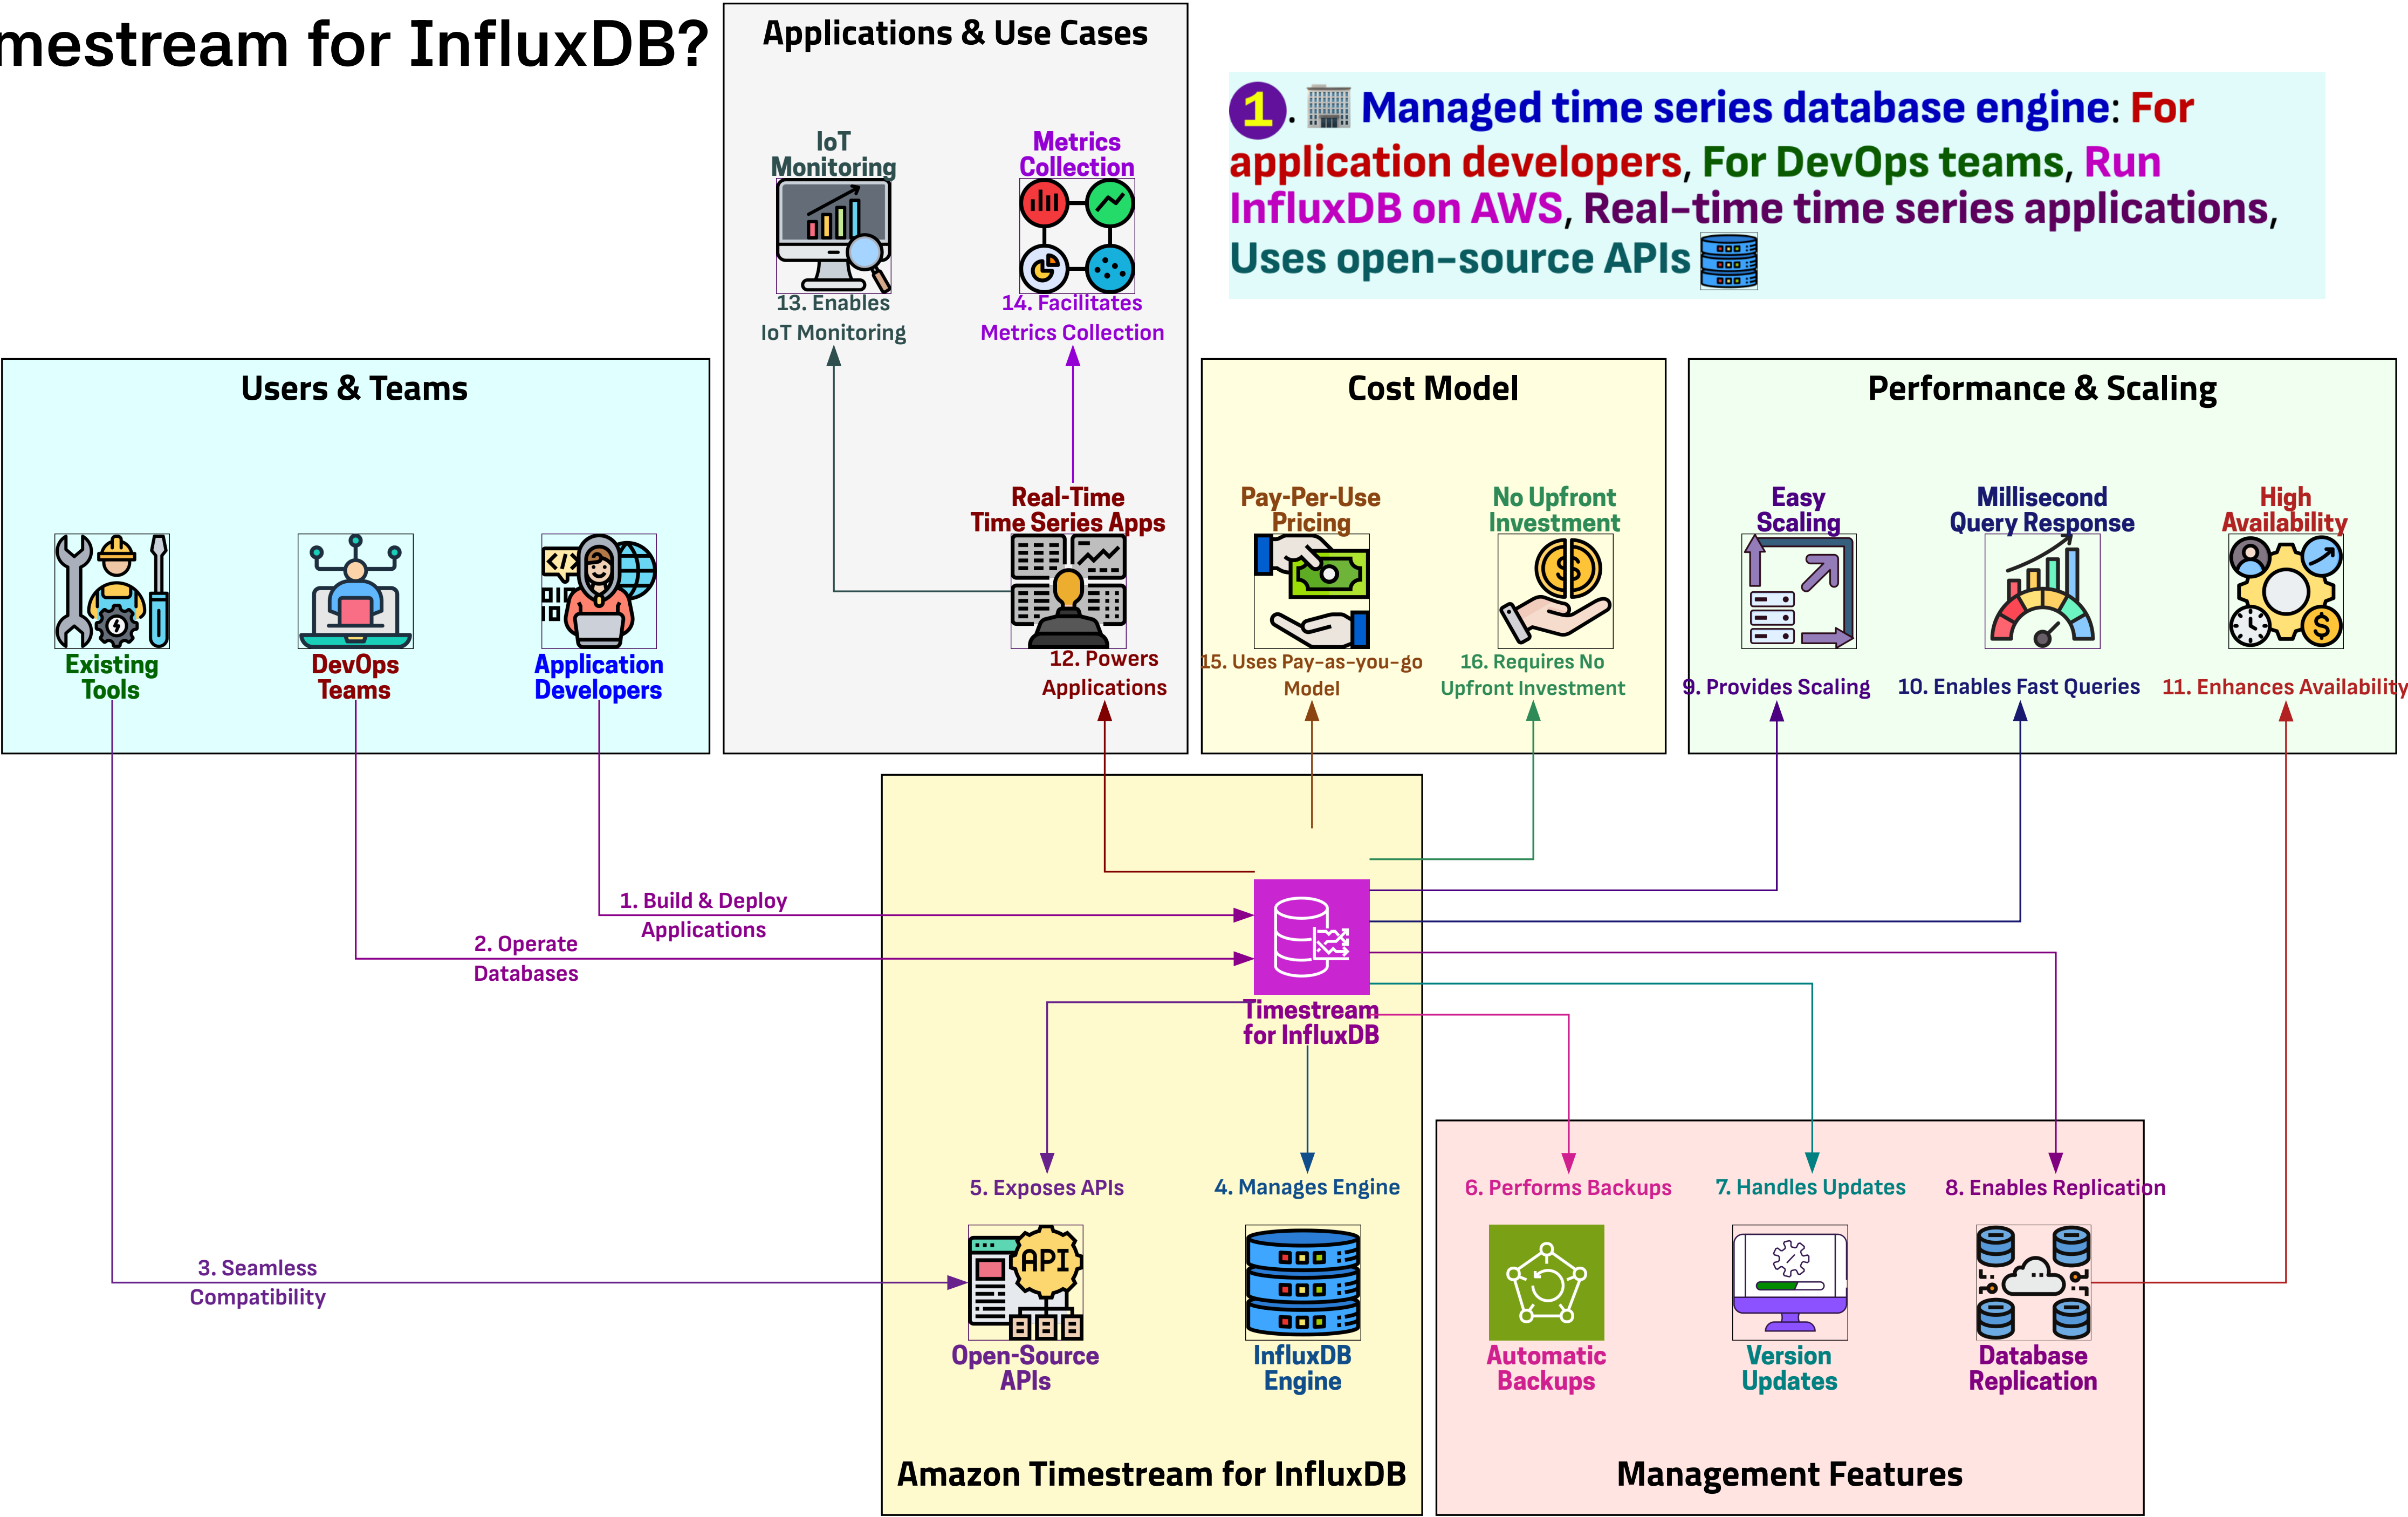 mestream for InfluxDB?
Applications & Use Cases
1. Managed time series database engine: For
application developers, For DevOps teams, Run
InfluxDB on AWS, Real-time time series applications,
Uses open-source APIs
IoT
Monitoring
Metrics
Collection
13. Enables
IoT Monitoring
14. Facilitates
Metrics Collection
Users & Teams
Cost Model
Performance & Scaling
Real-Time
Time Series Apps
Pay-Per-Use
Pricing
No Upfront
Investment
Easy
Scaling
Millisecond
Query Response
High
Availability
Existing
Tools
DevOps
Teams
Application
Developers
12. Powers
Applications
15. Uses Pay-as-you-go
Model
16. Requires No
Upfront Investment
9. Provides Scaling
10. Enables Fast Queries
11. Enhances Availability
1. Build & Deploy
Applications
2. Operate
Databases
Timestream
for InfluxDB
5. Exposes APIs
4. Manages Engine
6. Performs Backups
7. Handles Updates
8. Enables Replication
3. Seamless
Compatibility
API
Open-Source
APIs
InfluxDB
Engine
Automatic
Backups
Version
Updates
Database
Replication
Amazon Timestream for InfluxDB
Management Features